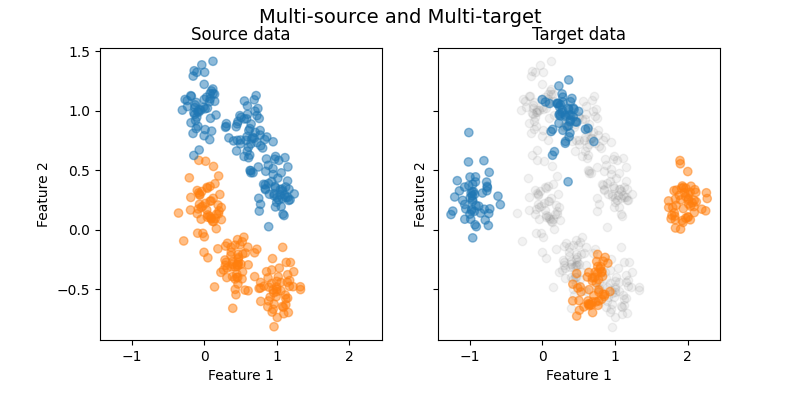 Multi-source and Multi-target
Source data
Target data
1.5
1.0
0.5
0.0
−0.5
Feature 2
Feature 2
−1
0
1
2
−1
0
1
2
Feature 1
Feature 1